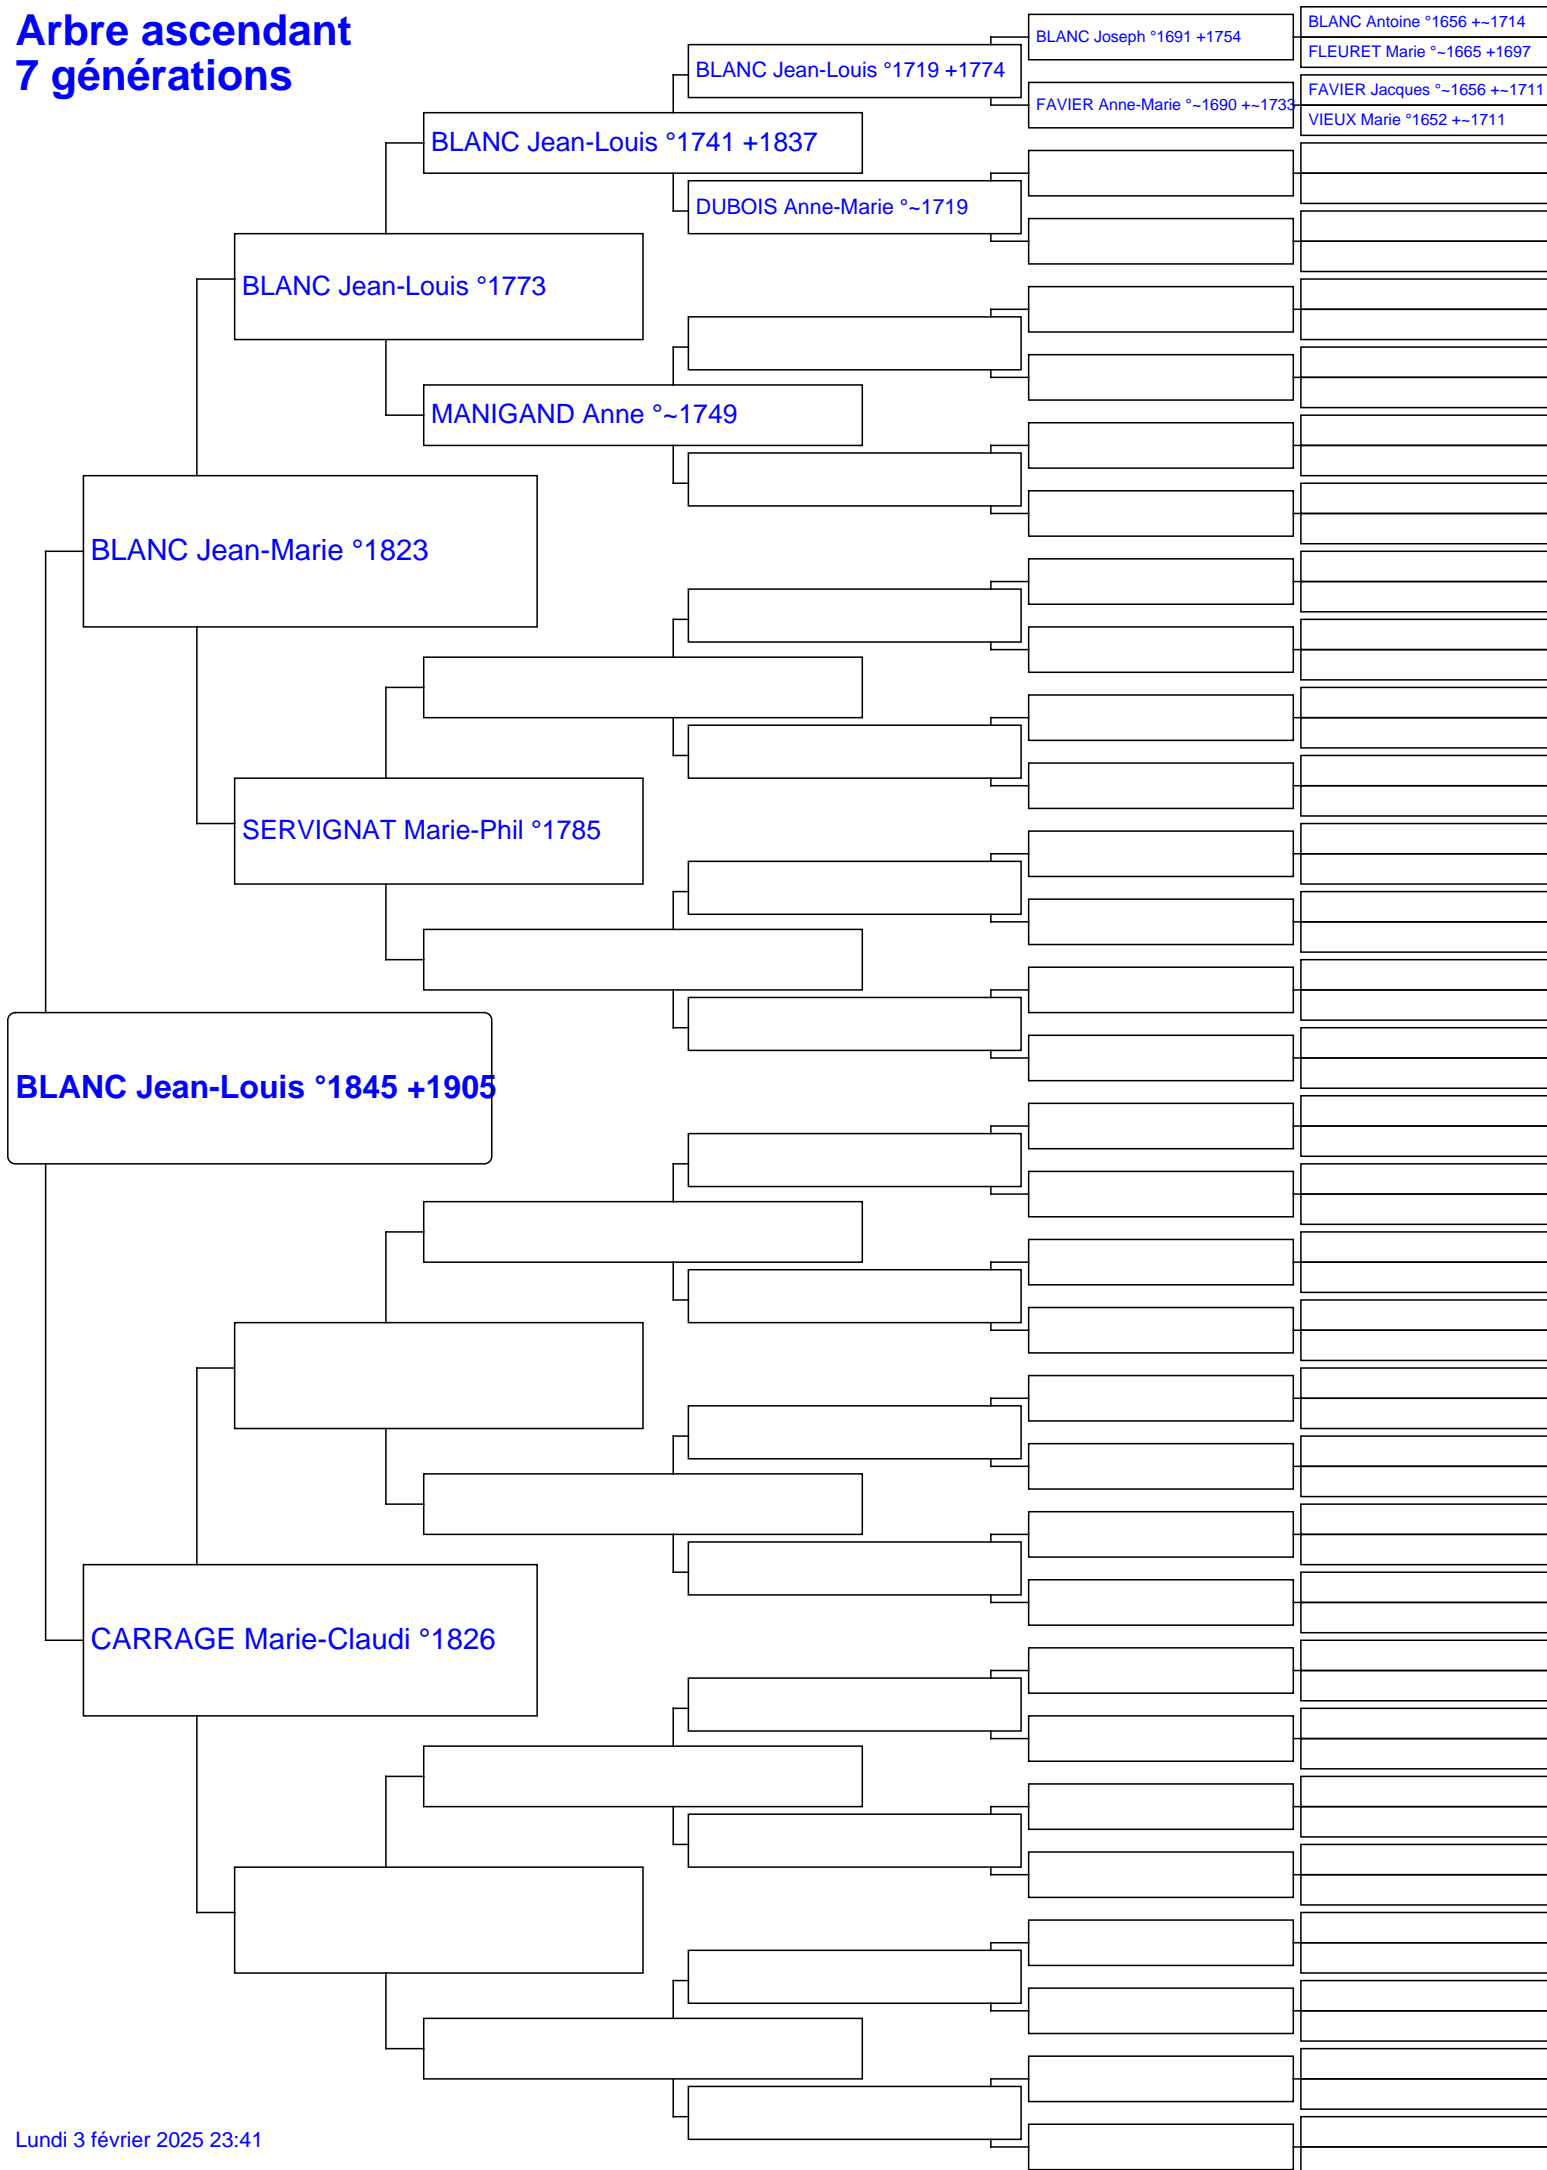 Arbre ascendant
7 générations
BLANC Joseph °1691 +1754
BLANC Antoine °1656 +~1714
FLEURET Marie °~1665 +1697
BLANC Jean-Louis °1719 +1774
FAVIER Anne-Marie °~1690 +~1733
FAVIER Jacques °~1656 +~1711
VIEUX Marie °1652 +~1711
BLANC Jean-Louis °1741 +1837
DUBOIS Anne-Marie °~1719
BLANC Jean-Louis °1773
MANIGAND Anne °~1749
BLANC Jean-Marie °1823
SERVIGNAT Marie-Phil °1785
BLANC Jean-Louis °1845 +1905
CARRAGE Marie-Claudi °1826
Lundi 3 février 2025 23:41